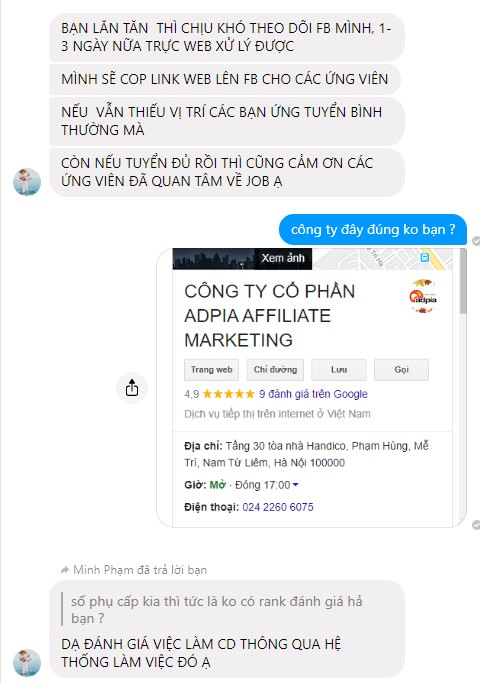 BẠN LĂN TĂN THÌ CHỊU KHÓ THEO DÕI FB MÌNH, 1-
3 NGÀY NỮA TRỰC WEB XỬ LÝ ĐƯỢC
MÌNH SẼ COP LINK WEB LÊN FB CHO CÁC ỨNG VIÊN
NẾU VẪN THIẾU VỊ TRÍ CÁC BẠN ỨNG TUYỂN BÌNH
THƯỜNG MÀ
CÒN NẾU TUYỂN ĐỦ RỒI THÌ CŨNG CẢM ƠN CÁC
ỨNG VIÊN ĐÃ QUAN TÂM VỀ JOB Ạ
công ty đây đúng ko bạn ?
Xem ảnh
CÔNG TY CỔ PHẦN
ADPIA AFFILIATE
MARKETING
adpia
Trang web
Chỉ đường
Lưu
Gọi
4,9 ★★★★★ 9 đánh giá trên Google
Dịch vụ tiếp thị trên internet ở Việt Nam
Địa chỉ: Tầng 30 tòa nhà Handico, Phạm Hùng, Mễ
Trì, Nam Từ Liêm, Hà Nội 100000
Giờ: Mở · Đóng 17:00
Điện thoại: 024 2260 6075
Minh Phạm đã trả lời bạn
số phụ cấp kia thì tức là ko có rank đánh giá hả
bạn ?
DẠ ĐÁNH GIÁ VIỆC LÀM CD THÔNG QUA HỆ
THỐNG LÀM VIỆC ĐÓ Ạ